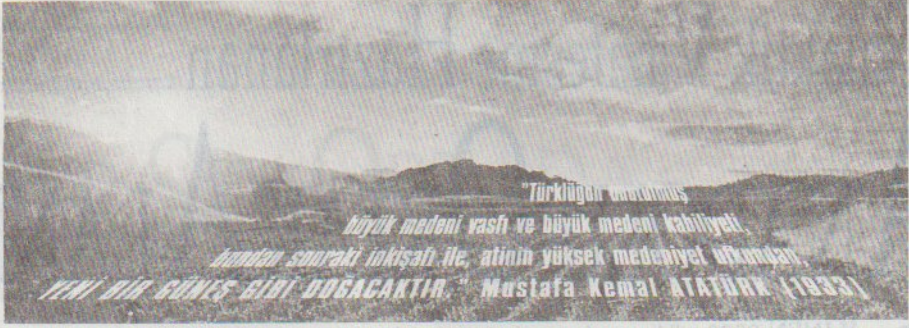 "Türklüğün unutulmuş
büyük medeni vasfı ve büyük medeni kabiliyeti,
bundan sonraki inkişafı ile, atinin yüksek medeniyet ufkundan,
YENİ BİR GÜNEŞ GİBİ DOĞACAKTIR." Mustafa Kemal ATATÜRK (1933)